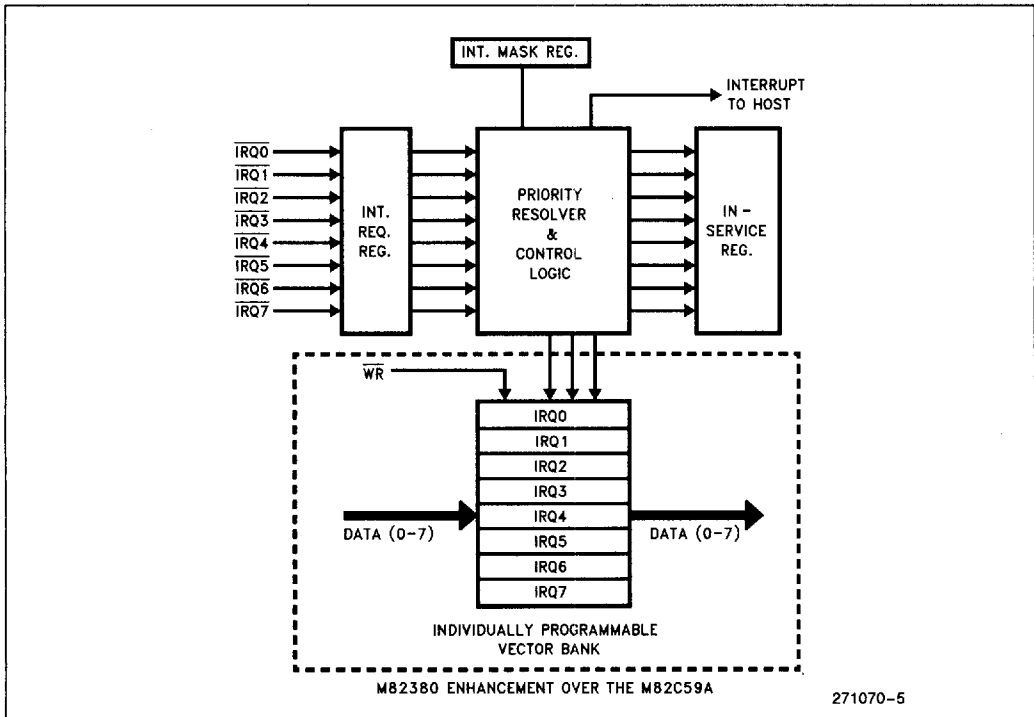 INT. MASK REG.
INTERRUPT
TO HOST
IRQ0
IRQ1
IRQ2
IRQ3
IRQ4
IRQ5
IRQ6
IRQ7
INT.
REQ.
REG.
PRIORITY
RESOLVER
&
CONTROL
LOGIC
IN-
SERVICE
REG.
WR
IRQ0
IRQ1
IRQ2
IRQ3
IRQ4
IRQ5
IRQ6
IRQ7
DATA (0-7)
DATA (0-7)
INDIVIDUALLY PROGRAMMABLE
VECTOR BANK
M82380 ENHANCEMENT OVER THE M82C59A
271070-5